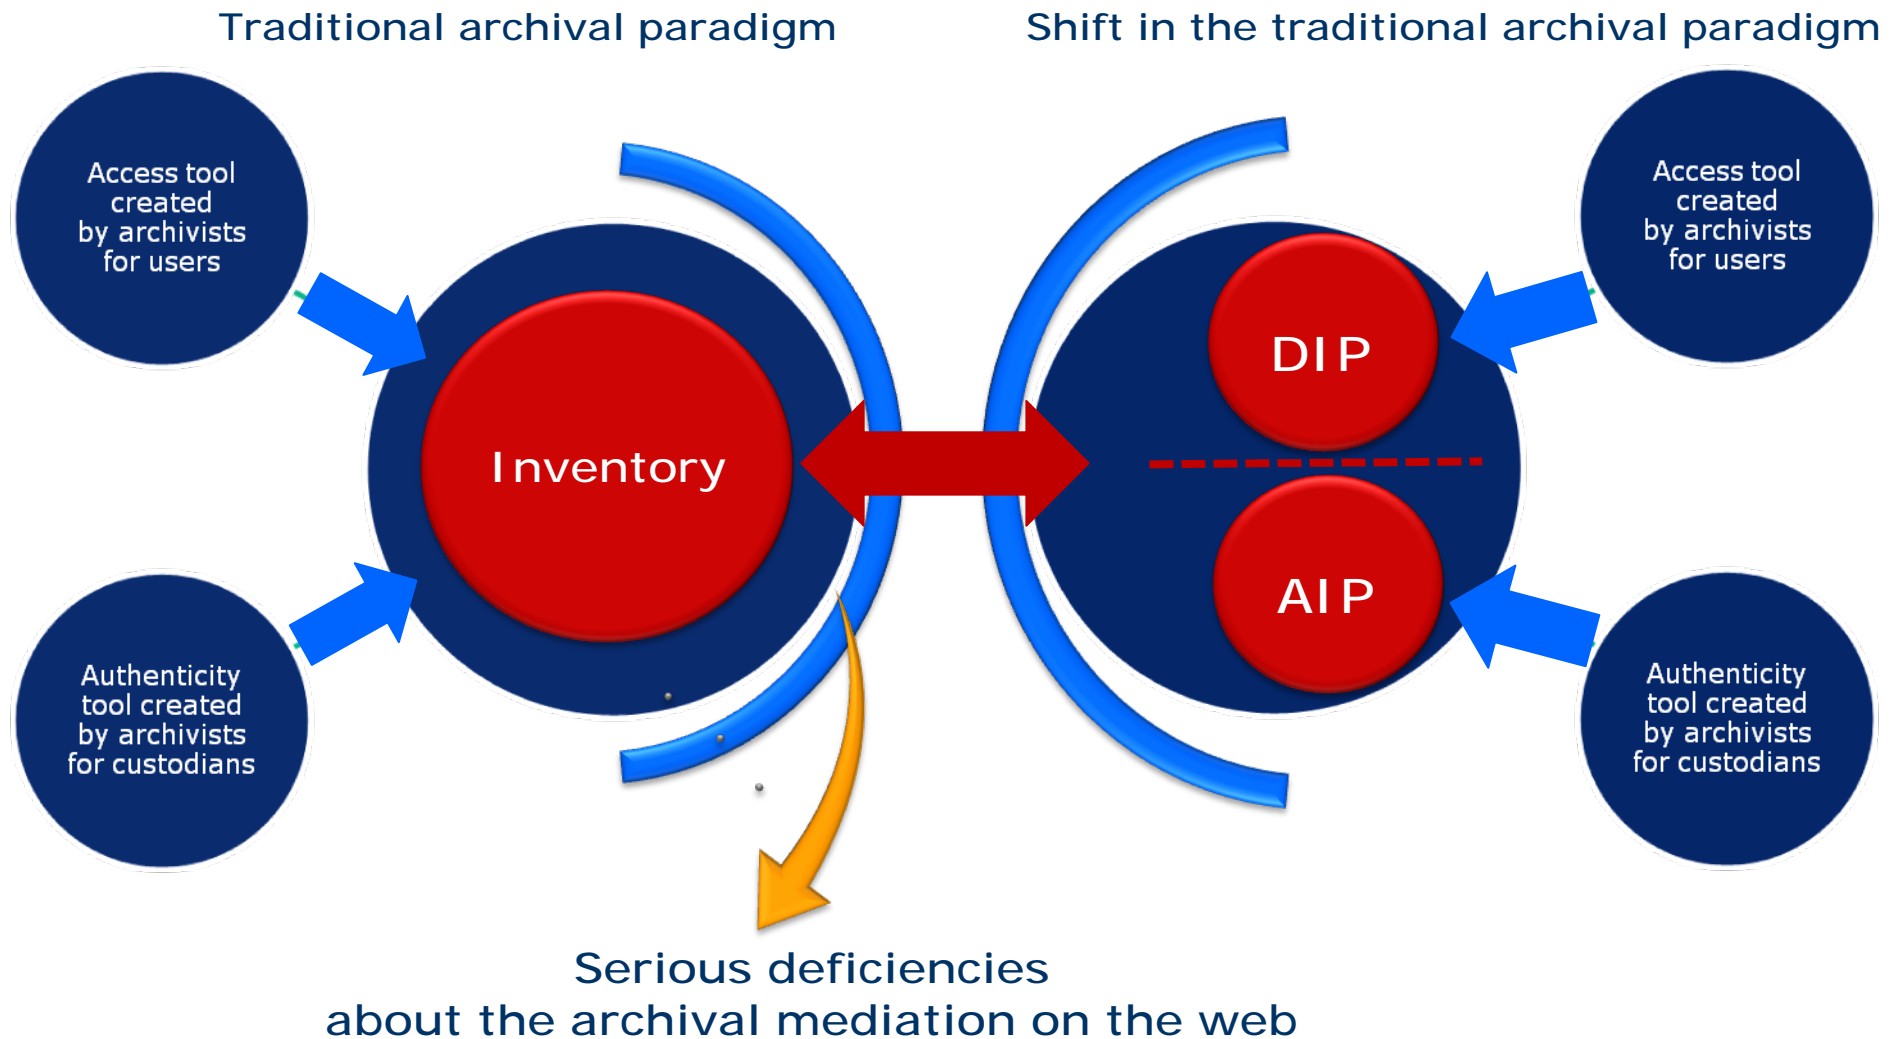 Traditional archival paradigm
Shift in the traditional archival paradigm
Access tool
created
by archivists
for users
Authenticity
tool created
by archivists
for custodians
Inventory
DIP
AIP
Access tool
created
by archivists
for users
Authenticity
tool created
by archivists
for custodians
Serious deficiencies
about the archival mediation on the web